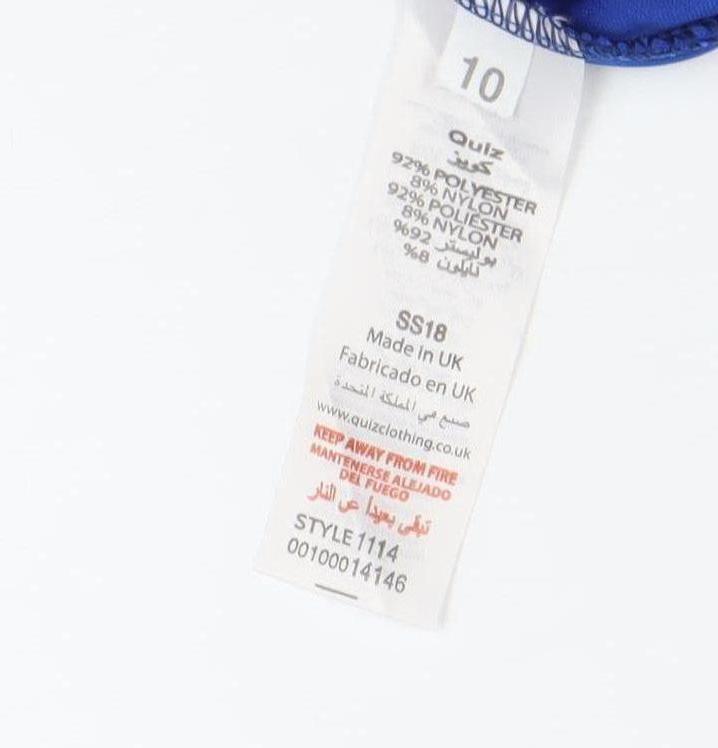 10
Quiz
كويز
92% POLYESTER
8% NYLON
92% POLIÉSTER
8% NYLON
بوليستر 92%
نايلون 8%
SS18
Made in UK
Fabricado en UK
صنع في المملكة المتحدة
www.quizclothing.co.uk
KEEP AWAY FROM FIRE
MANTENERSE ALEJADO
DEL FUEGO
تبقى بعيداً عن النار
STYLE 1114
00100014146